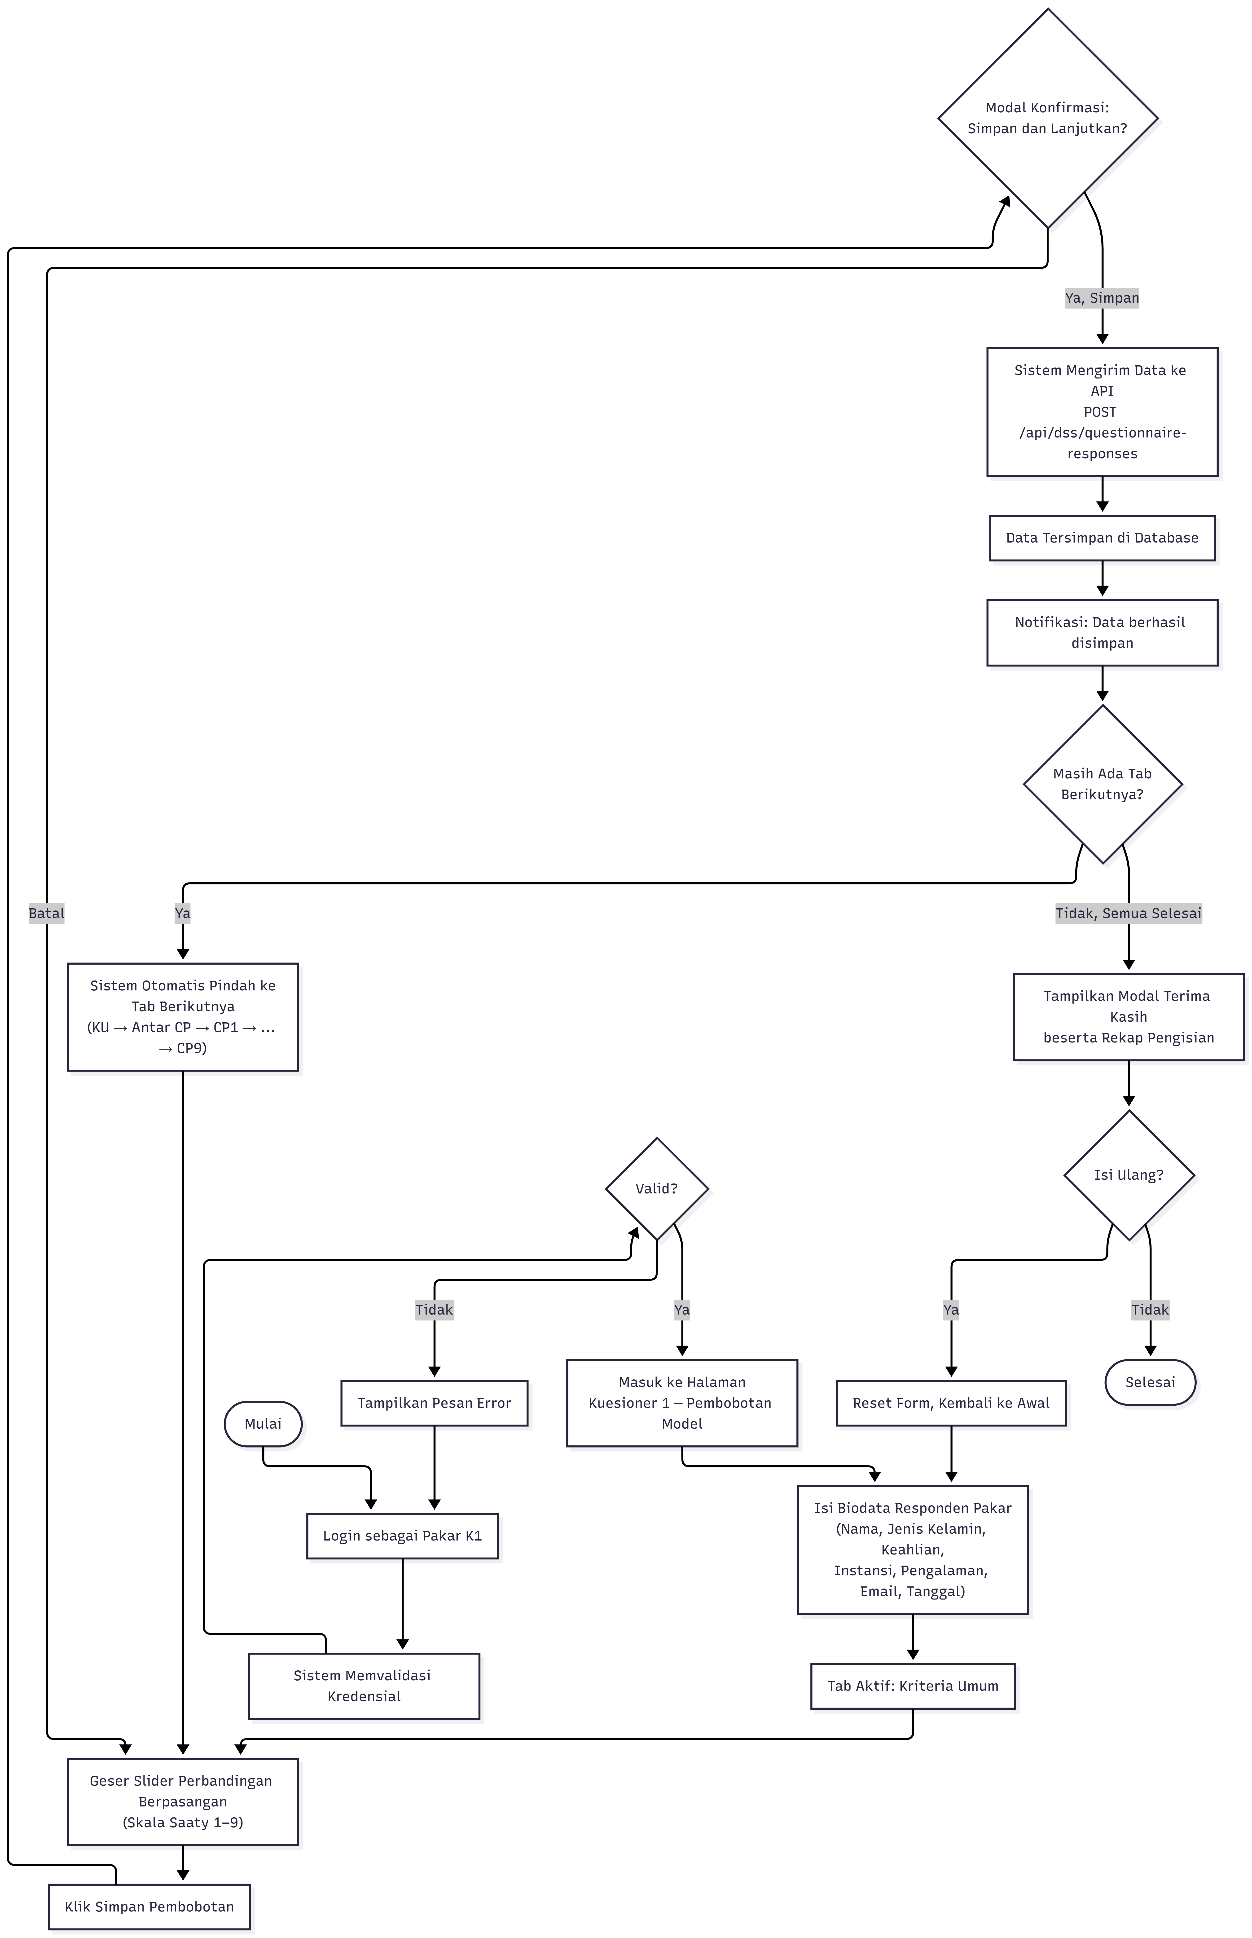 Modal Konfirmasi:
Simpan dan Lanjutkan?
Ya, Simpan
Sistem Mengirim Data ke
API
POST
/api/dss/questionnaire-
responses
Data Tersimpan di Database
Notifikasi: Data berhasil
disimpan
Masih Ada Tab
Berikutnya?
Batal
Ya
Tidak, Semua Selesai
Sistem Otomatis Pindah ke
Tab Berikutnya
(KU → Antar CP → CP1 → ...
→ CP9)
Tampilkan Modal Terima
Kasih
beserta Rekap Pengisian
Valid?
Isi Ulang?
Tidak
Ya
Ya
Tidak
Mulai
Tampilkan Pesan Error
Masuk ke Halaman
Kuesioner 1 — Pembobotan
Model
Reset Form, Kembali ke Awal
Selesai
Login sebagai Pakar K1
Isi Biodata Responden Pakar
(Nama, Jenis Kelamin,
Keahlian,
Instansi, Pengalaman,
Email, Tanggal)
Sistem Memvalidasi
Kredensial
Tab Aktif: Kriteria Umum
Geser Slider Perbandingan
Berpasangan
(Skala Saaty 1–9)
Klik Simpan Pembobotan